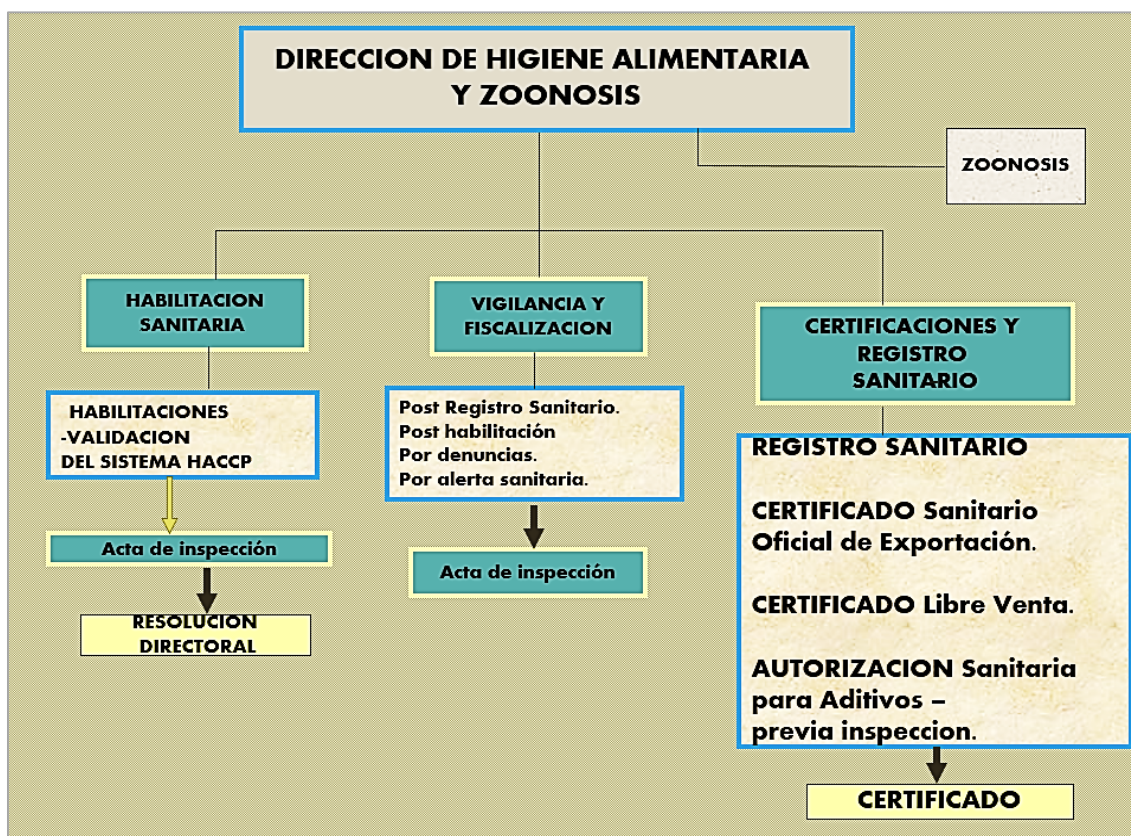 DIRECCION DE HIGIENE ALIMENTARIA
Y ZOONOSIS
ZOONOSIS
HABILITACION
SANITARIA
HABILITACIONES
-VALIDACION
DEL SISTEMA HACCP
Acta de inspección
RESOLUCION
DIRECTORAL
VIGILANCIA Y
FISCALIZACION
Post Registro Sanitario.
Post habilitación
Por denuncias.
Por alerta sanitaria.
Acta de inspección
CERTIFICACIONES Y
REGISTRO
SANITARIO
REGISTRO SANITARIO
CERTIFICADO Sanitario
Oficial de Exportación.
CERTIFICADO Libre Venta.
AUTORIZACION Sanitaria
para Aditivos –
previa inspeccion.
CERTIFICADO